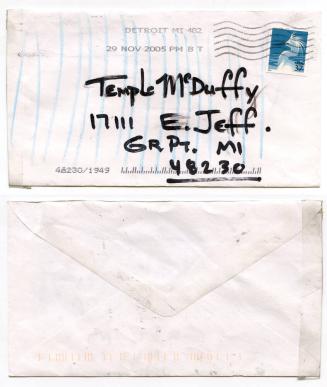 DETROIT MI 482
29 NOV 2005 PM 8 T
Temple McDuffy
17111 E. Jeff.
GR. Pt. MI
48230
48230/1949